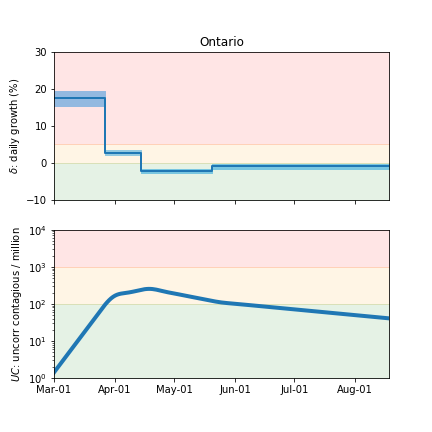 Ontario
δ: daily growth (%)
30
20
10
0
−10
UC: uncorr contagious / million
10⁴
10³
10²
10¹
10⁰
Mar-01 Apr-01 May-01 Jun-01 Jul-01 Aug-01